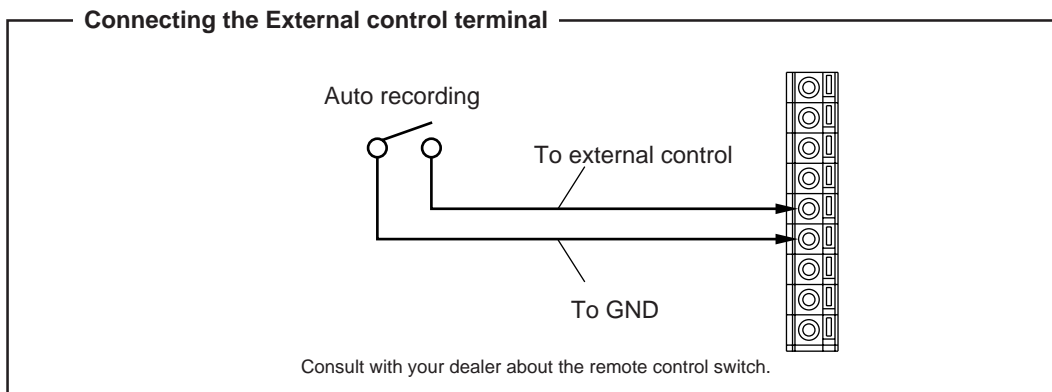 Connecting the External control terminal
Auto recording
To external control
To GND
Consult with your dealer about the remote control switch.